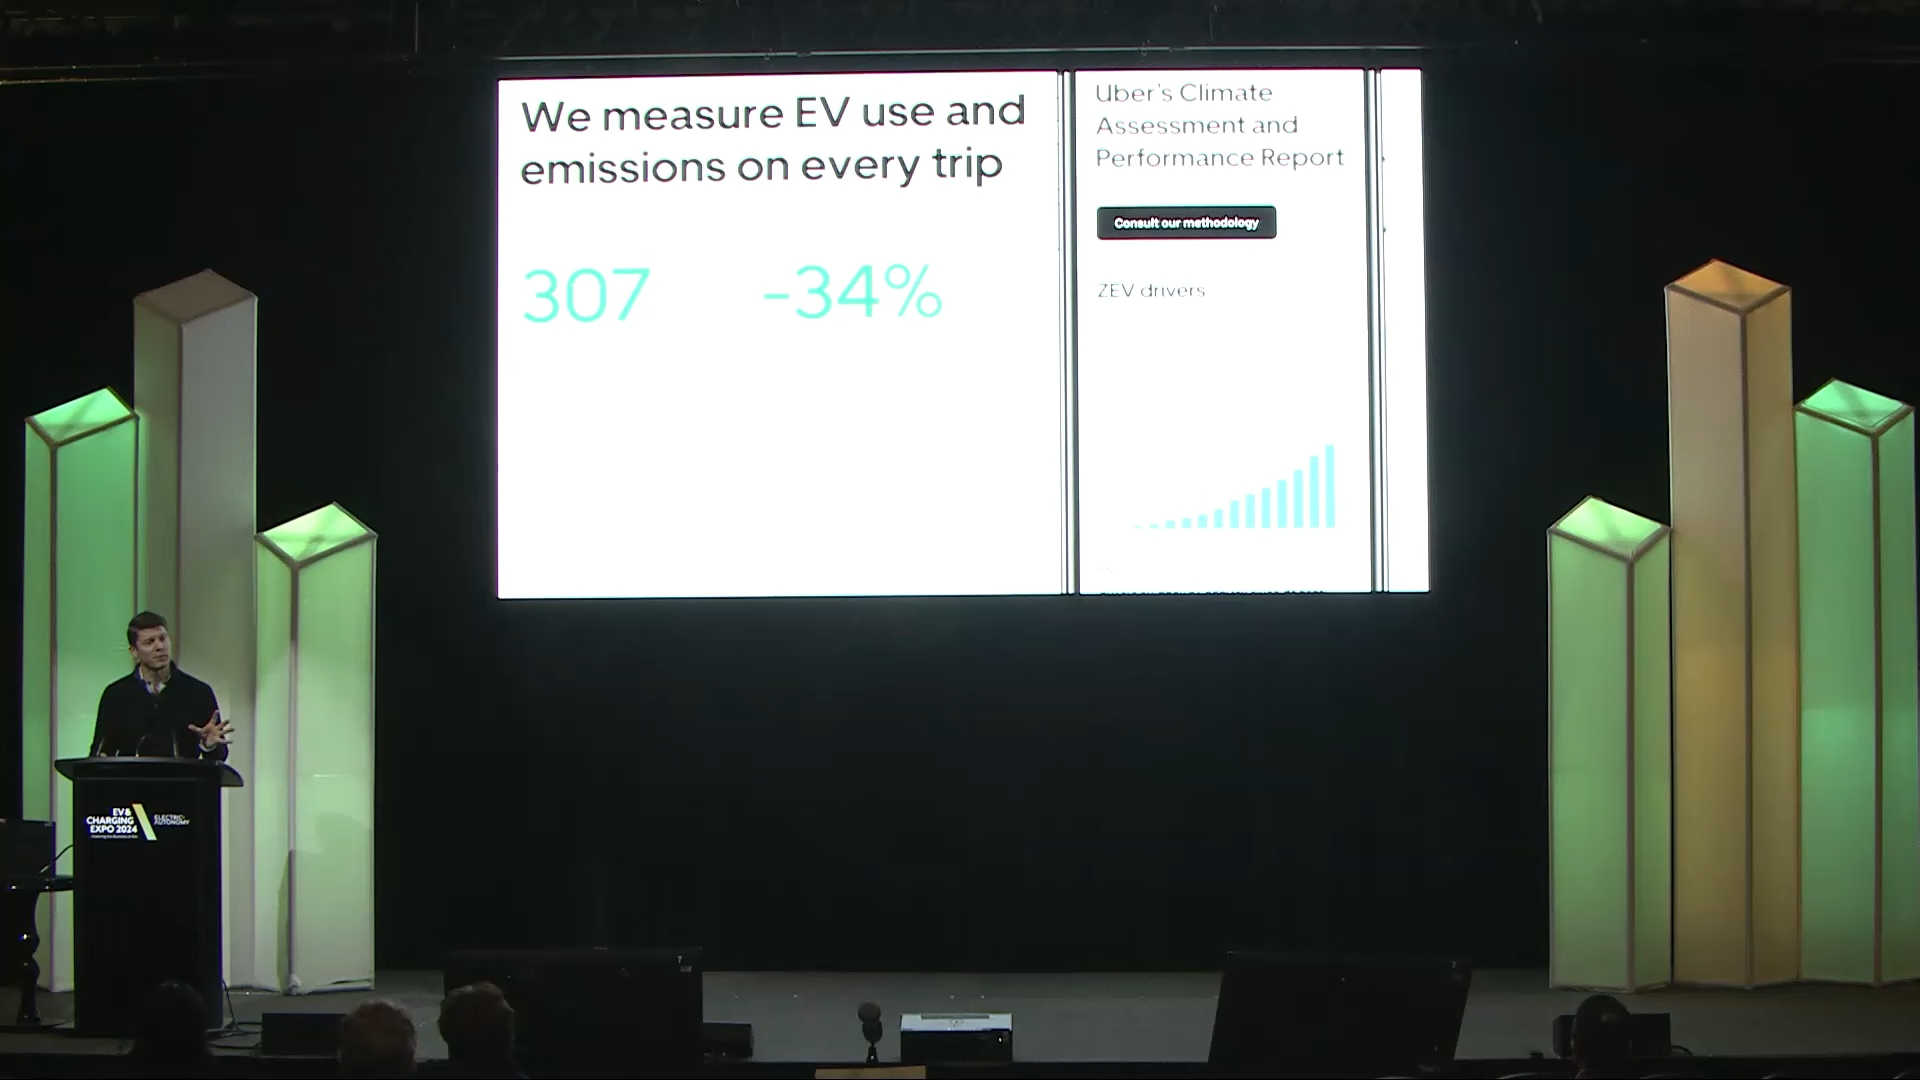 We measure EV use and
emissions on every trip
307
-34%
Uber's Climate
Assessment and
Performance Report
Consult our methodology
ZEV drivers
EV &
CHARGING
EXPO 2024
ELECTRIC
AUTONOMY